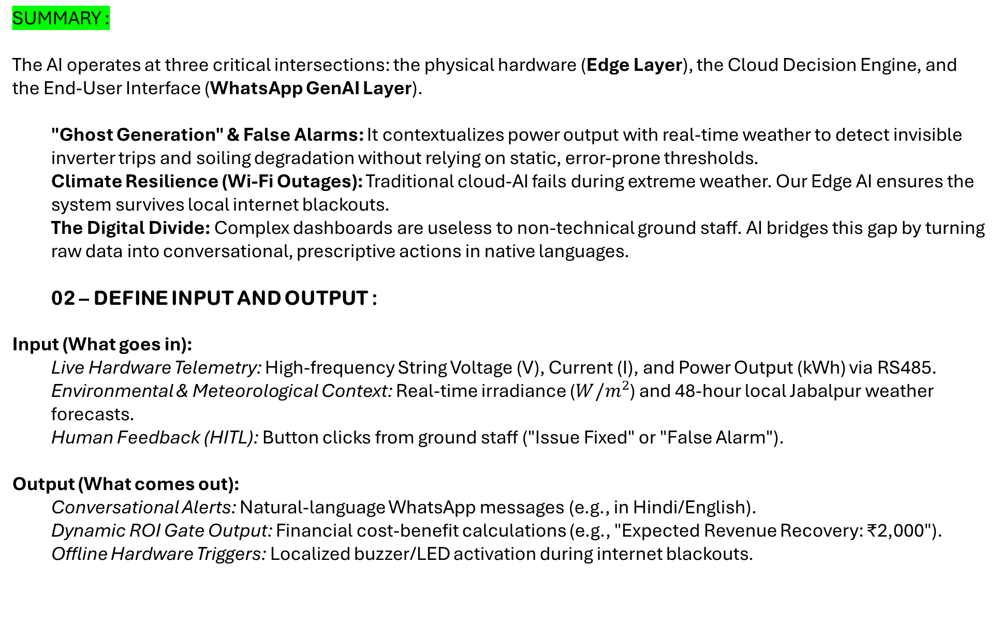 SUMMARY :
The AI operates at three critical intersections: the physical hardware (Edge Layer), the Cloud Decision Engine, and
the End-User Interface (WhatsApp GenAI Layer).
"Ghost Generation" & False Alarms: It contextualizes power output with real-time weather to detect invisible
inverter trips and soiling degradation without relying on static, error-prone thresholds.
Climate Resilience (Wi-Fi Outages): Traditional cloud-AI fails during extreme weather. Our Edge AI ensures the
system survives local internet blackouts.
The Digital Divide: Complex dashboards are useless to non-technical ground staff. AI bridges this gap by turning
raw data into conversational, prescriptive actions in native languages.
02 – DEFINE INPUT AND OUTPUT :
Input (What goes in):
Live Hardware Telemetry: High-frequency String Voltage (V), Current (I), and Power Output (kWh) via RS485.
Environmental & Meteorological Context: Real-time irradiance (W/m²) and 48-hour local Jabalpur weather
forecasts.
Human Feedback (HITL): Button clicks from ground staff ("Issue Fixed" or "False Alarm").
Output (What comes out):
Conversational Alerts: Natural-language WhatsApp messages (e.g., in Hindi/English).
Dynamic ROI Gate Output: Financial cost-benefit calculations (e.g., "Expected Revenue Recovery: ₹2,000").
Offline Hardware Triggers: Localized buzzer/LED activation during internet blackouts.